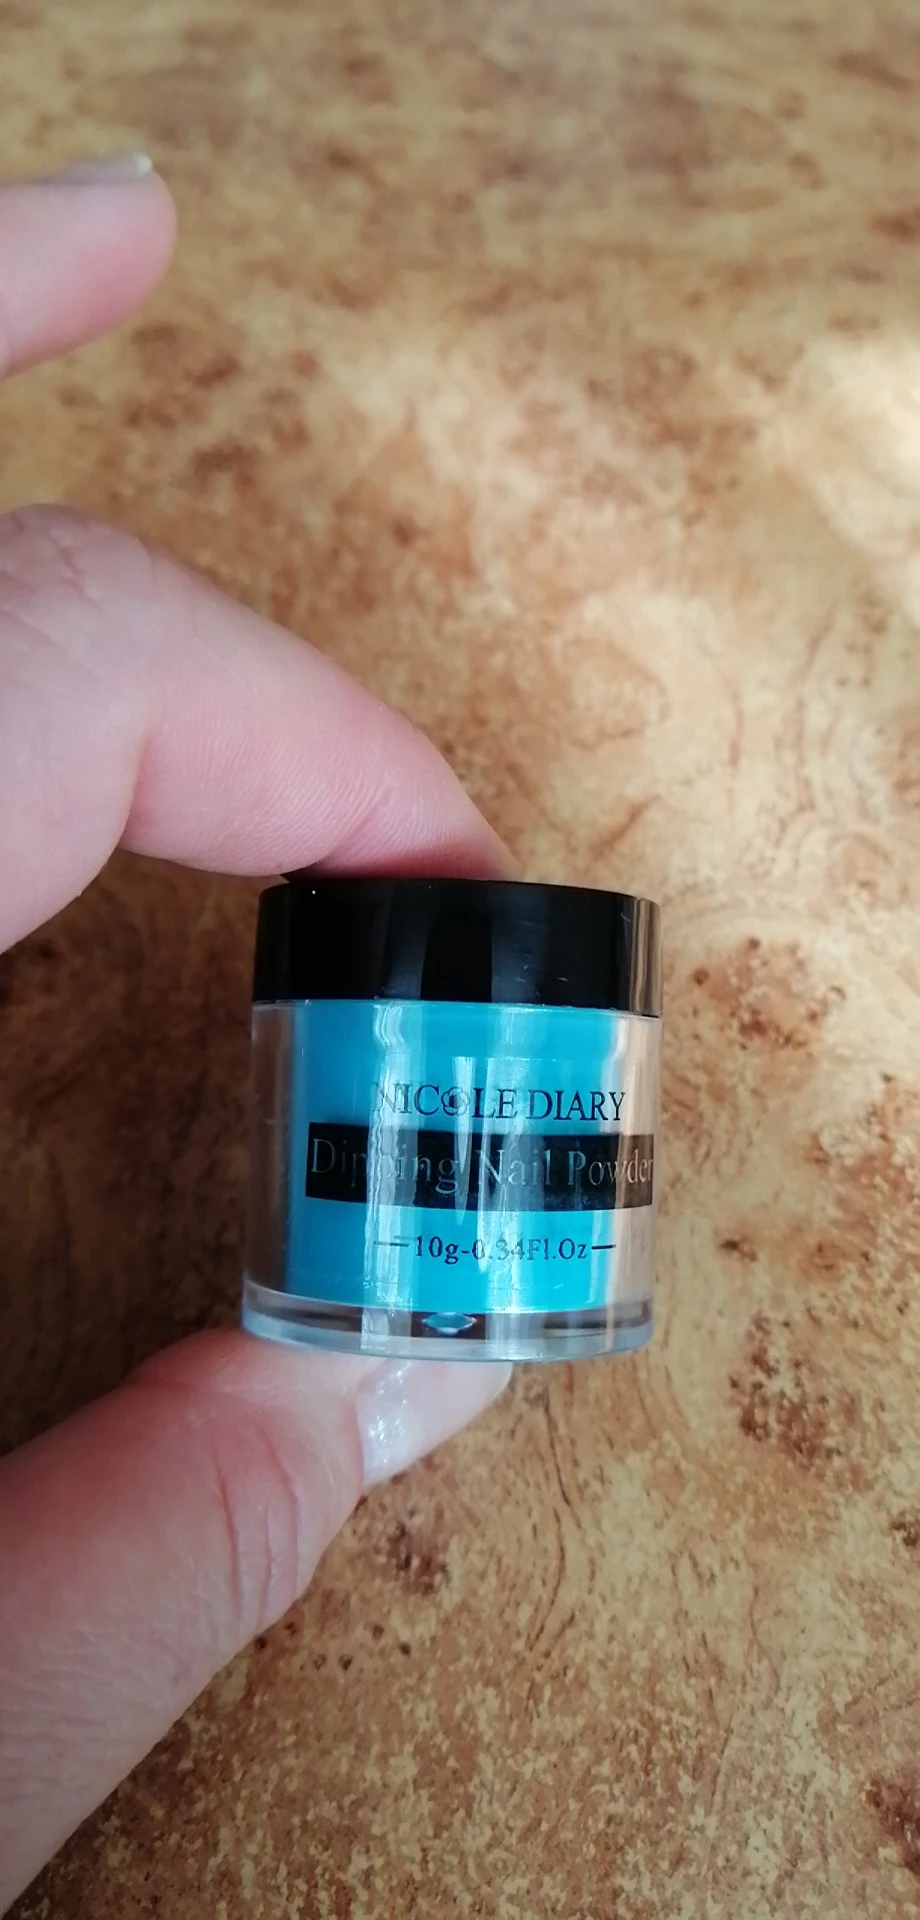 NICOLE DIARY
Dipping Nail Powder
10g-0.34Fl.Oz